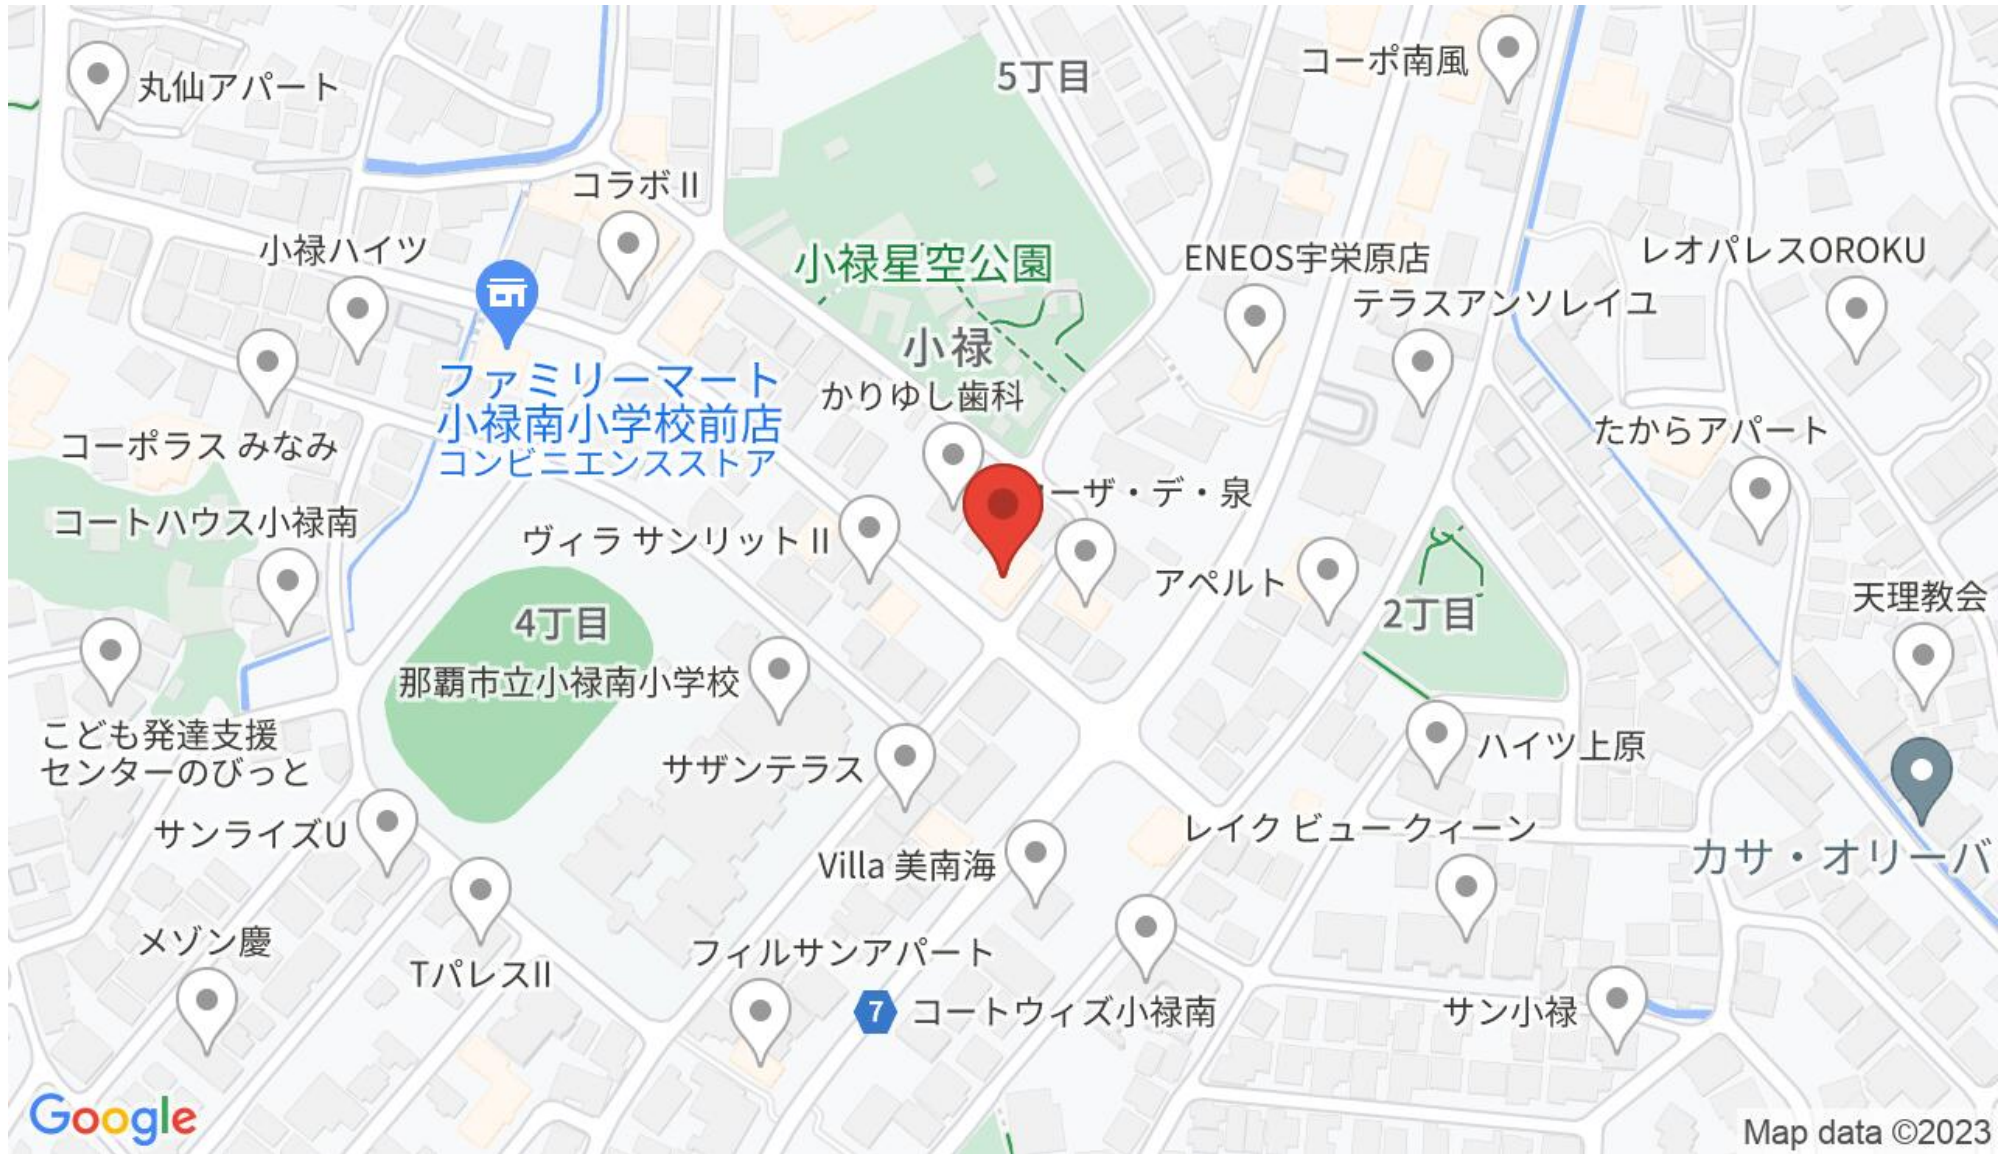 5丁目
コーポ南風
丸仙アパート
コラボ II
小禄ハイツ
小禄星空公園
ENEOS宇栄原店
レオパレスOROKU
テラスアンソレイユ
小禄
ファミリーマート
小禄南小学校前店
コンビニエンスストア
かりゆし歯科
コーポラス みなみ
たからアパート
ーザ・デ・泉
コートハウス小禄南
ヴィラ サンリット II
アペルト
4丁目
2丁目
天理教会
那覇市立小禄南小学校
こども発達支援
センターのびっと
サザンテラス
ハイツ上原
サンライズU
レイク ビュー クィーン
Villa 美南海
カサ・オリーバ
メゾン慶
TパレスII
フィルサンアパート
7
コートウィズ小禄南
サン小禄
Google
Map data ©2023